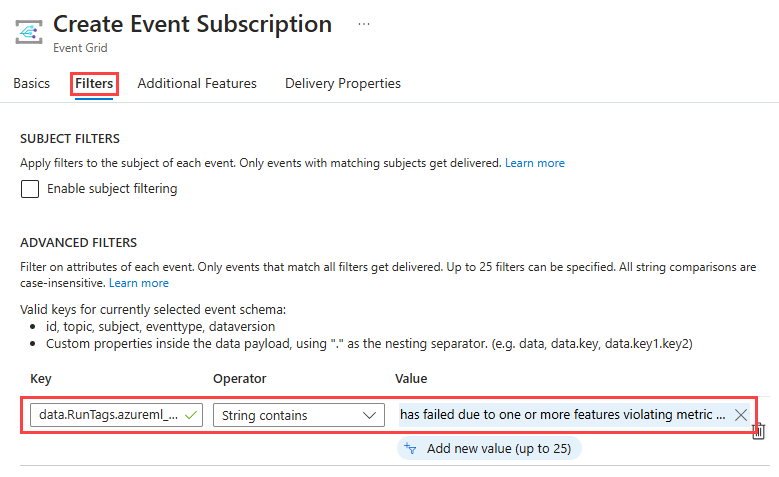 Create Event Subscription ...
Event Grid
Basics Filters Additional Features Delivery Properties
SUBJECT FILTERS
Apply filters to the subject of each event. Only events with matching subjects get delivered. Learn more
Enable subject filtering
ADVANCED FILTERS
Filter on attributes of each event. Only events that match all filters get delivered. Up to 25 filters can be specified. All string comparisons are
case-insensitive. Learn more
Valid keys for currently selected event schema:
• id, topic, subject, eventtype, dataversion
• Custom properties inside the data payload, using "." as the nesting separator. (e.g. data, data.key, data.key1.key2)
Key Operator Value
data.RunTags.azureml_... String contains has failed due to one or more features violating metric ...
Add new value (up to 25)